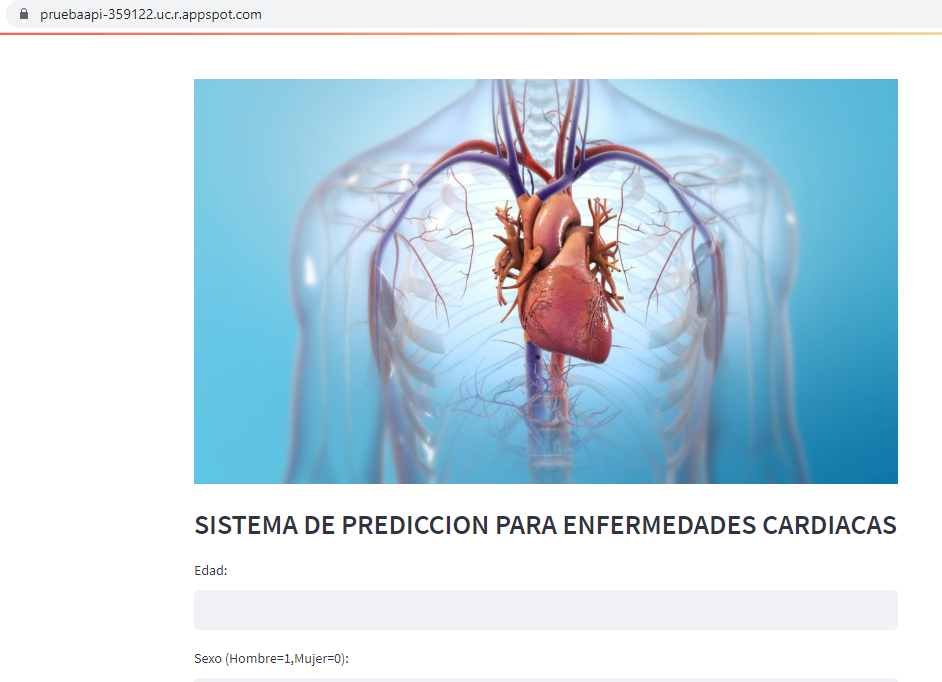 pruebaapi-359122.uc.r.appspot.com
SISTEMA DE PREDICCION PARA ENFERMEDADES CARDIACAS
Edad:
Sexo (Hombre=1,Mujer=0):